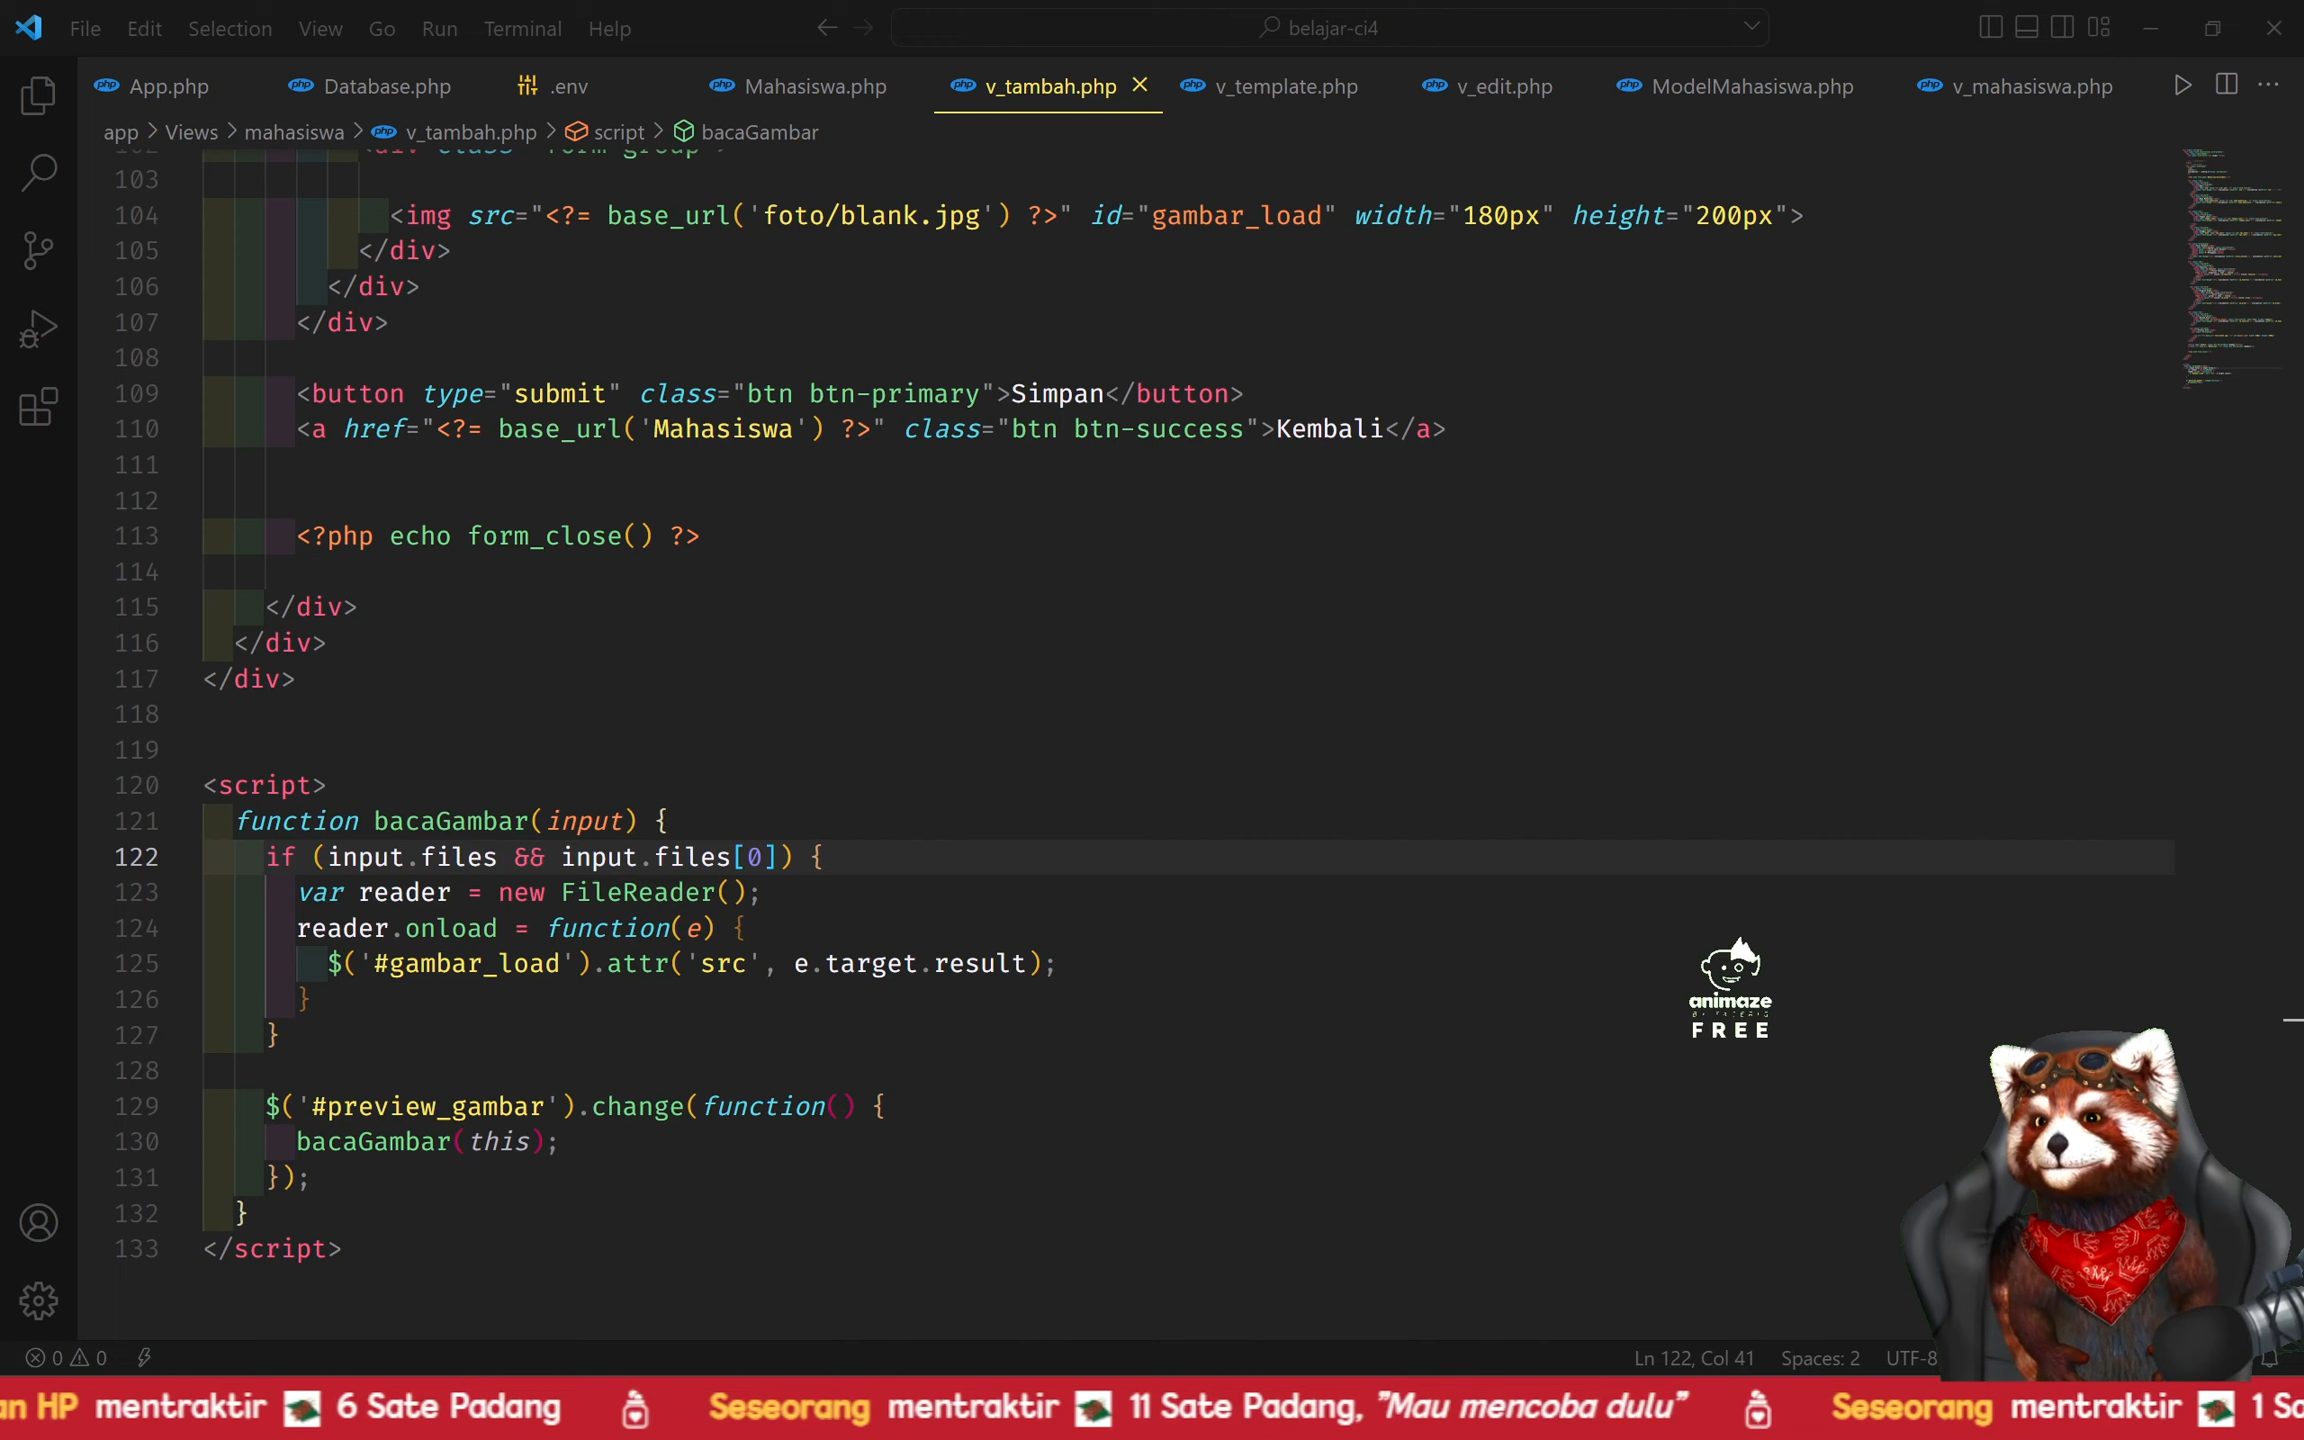 File Edit Selection View Go Run Terminal Help belajar-ci4
App.php Database.php .env Mahasiswa.php v_tambah.php v_template.php v_edit.php ModelMahasiswa.php v_mahasiswa.php
app > Views > mahasiswa > v_tambah.php > script > bacaGambar
102 <div class="form-group">
103
104 <img src="<?= base_url('foto/blank.jpg') ?>" id="gambar_load" width="180px" height="200px">
105 </div>
106 </div>
107 </div>
108
109 <button type="submit" class="btn btn-primary">Simpan</button>
110 <a href="<?= base_url('Mahasiswa') ?>" class="btn btn-success">Kembali</a>
111
112
113 <?php echo form_close() ?>
114
115 </div>
116 </div>
117 </div>
118
119
120 <script>
121 function bacaGambar(input) {
122 if (input.files && input.files[0]) {
123 var reader = new FileReader();
124 reader.onload = function(e) {
125 $('#gambar_load').attr('src', e.target.result);
126 }
127 }
128
129 $('#preview_gambar').change(function() {
130 bacaGambar(this);
131 });
132 }
133 </script>
animaze
FREE
0 0 Ln 122, Col 41 Spaces: 2 UTF-8
an HP mentraktir 6 Sate Padang Seseorang mentraktir 11 Sate Padang, "Mau mencoba dulu" Seseorang mentraktir 1 Sa